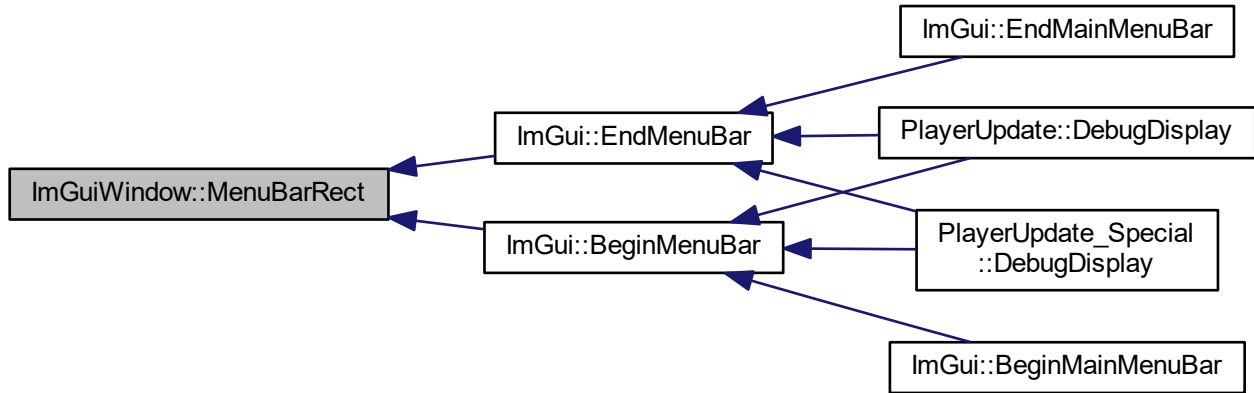 ImGuiWindow::MenuBarRect
ImGui::EndMenuBar
ImGui::BeginMenuBar
ImGui::EndMainMenuBar
PlayerUpdate::DebugDisplay
PlayerUpdate_Special
::DebugDisplay
ImGui::BeginMainMenuBar